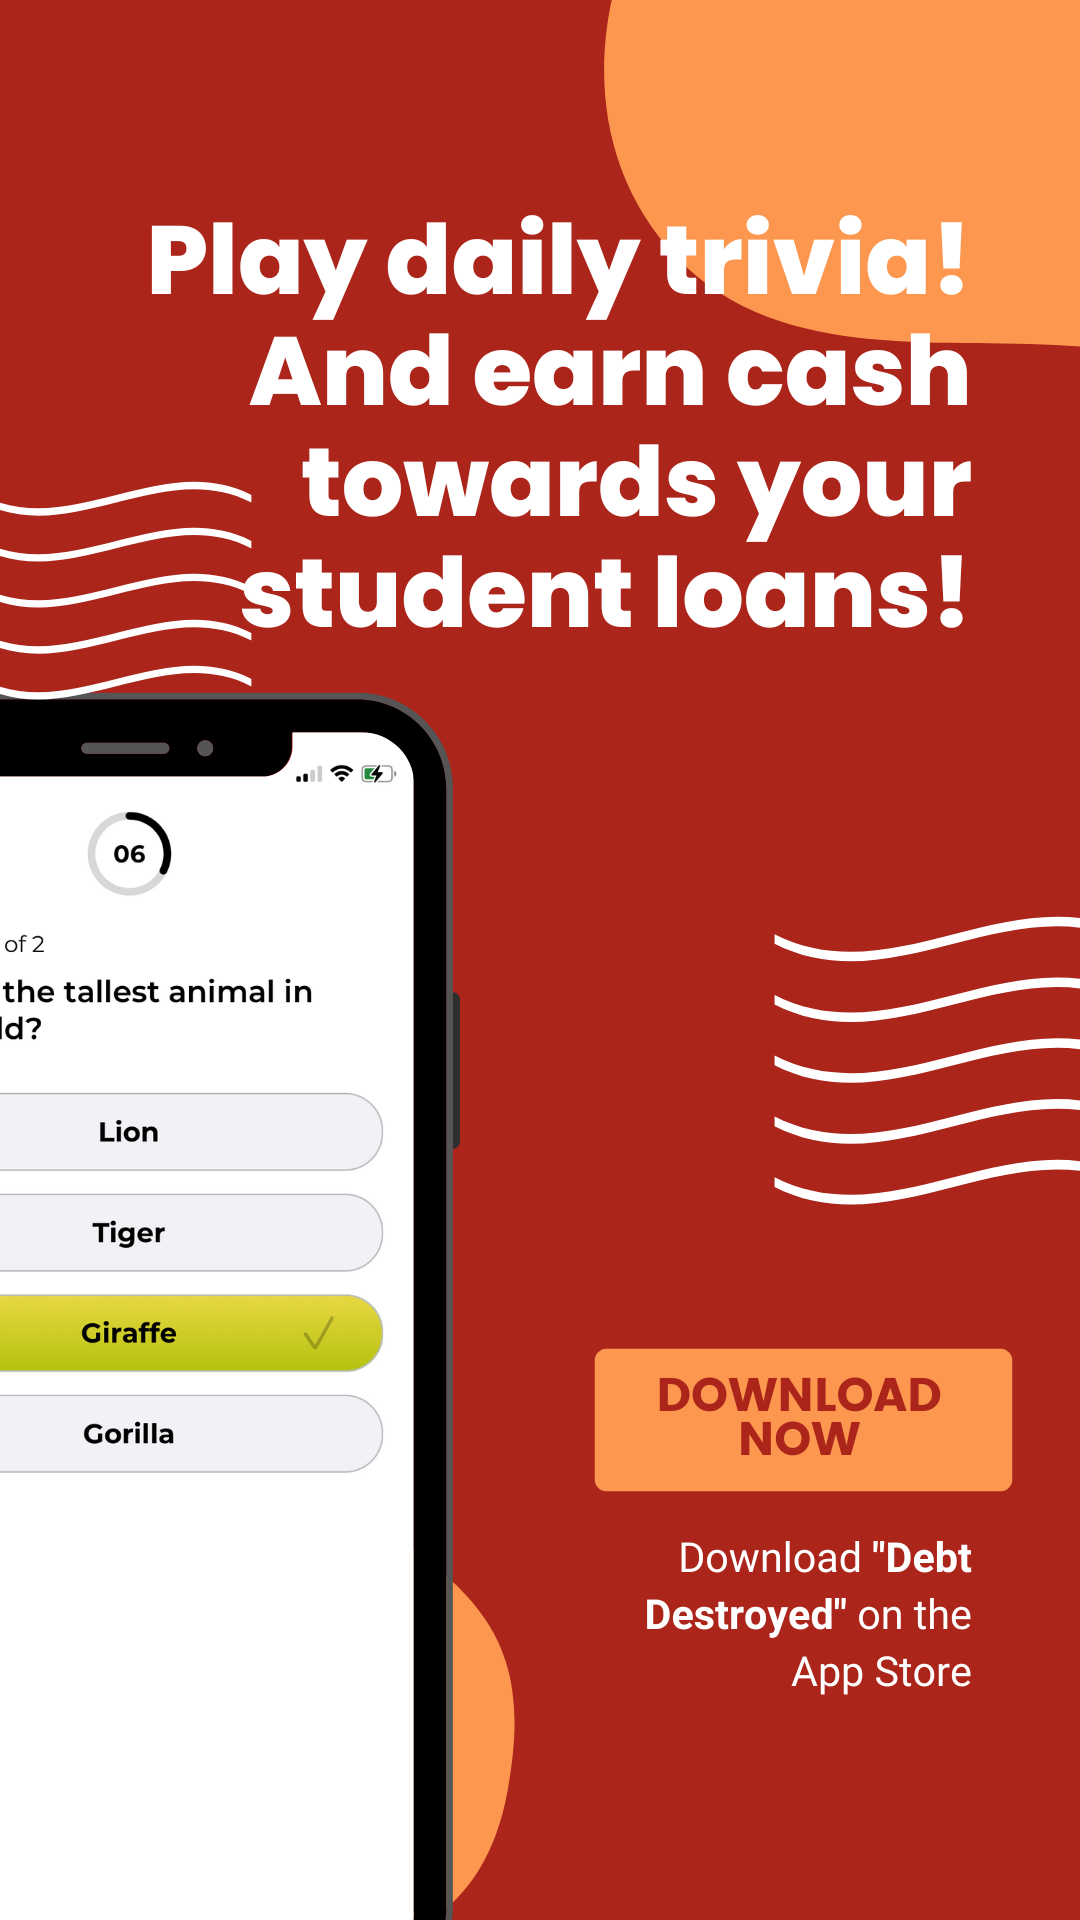 Play daily trivia!
And earn cash
towards your
student loans!
06
of 2
the tallest animal in
ld?
Lion
Tiger
Giraffe
Gorilla
DOWNLOAD
NOW
Download "Debt
Destroyed" on the
App Store